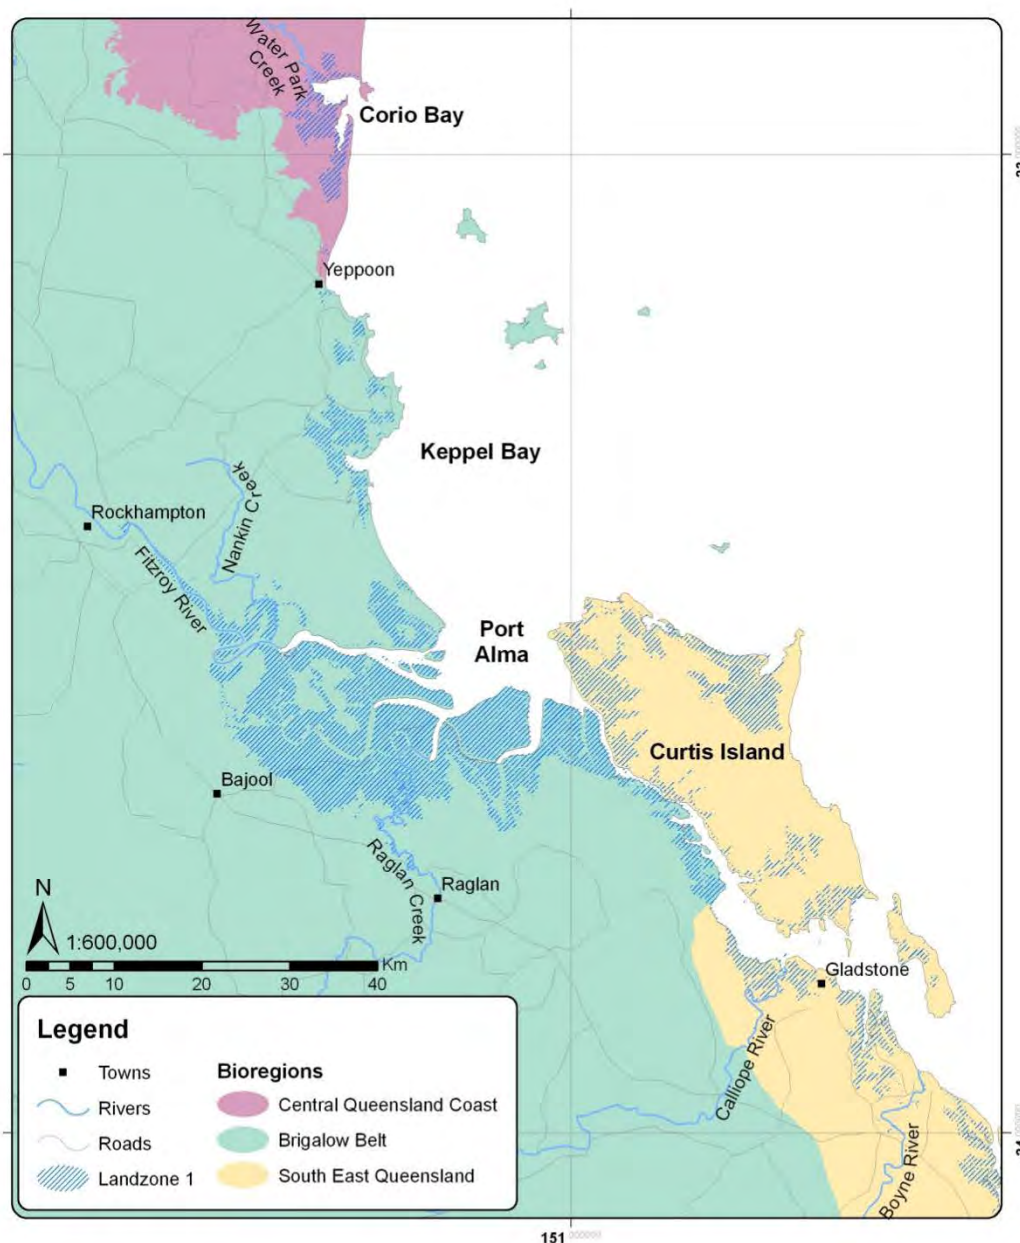 Water Park
Creek
Corio Bay
23
Yeppoon
Keppel Bay
Nankin Creek
Rockhampton
Fitzroy River
Port
Alma
Curtis Island
Bajool
Raglan Creek
Raglan
N
1:600,000
Km
0 5 10 20 30 40
Gladstone
Calliope River
Boyne River
24
Legend
Towns
Rivers
Roads
Landzone 1
Bioregions
Central Queensland Coast
Brigalow Belt
South East Queensland
151